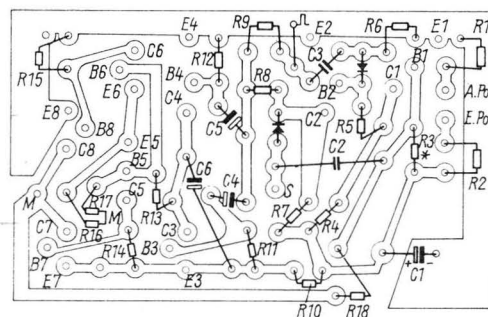 R9 E2 R6 E1 R1
E4 R12 C3 B1
R15 C6 B6 B4 R8 B2 C1 A.Po
E6 C4 C5 C2 R5 E.Po
E8 B8 R3
C8 E5 C2 *
B5 C6 R2
M R17 C5 R13 C4 S
M R7 R4
C7 R16 C3
B7 R14 B3 R11 + C1 -
E7 E3
R10 R18